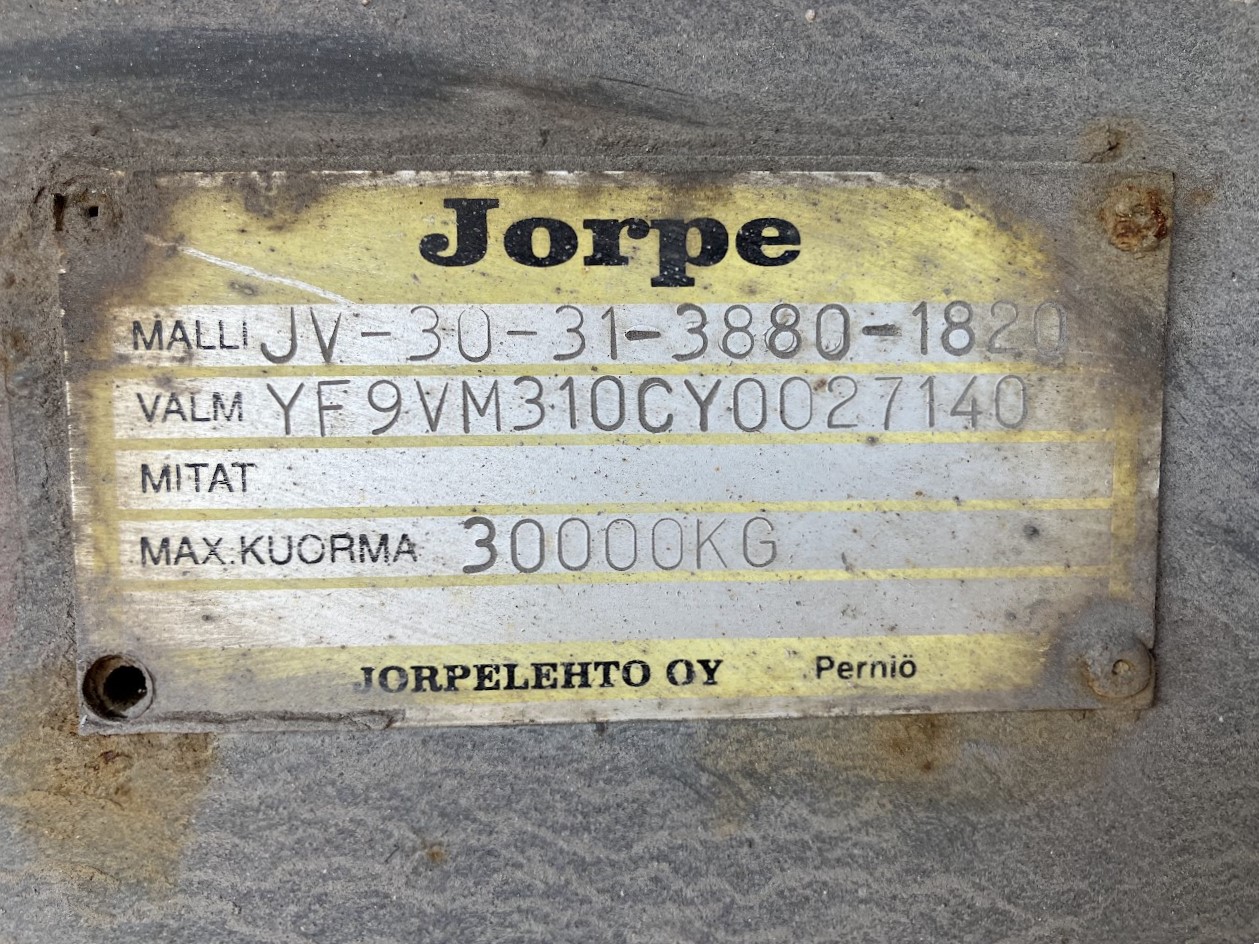 Jorpe
MALLI JV-30-31-3880-1820
VALM YF9VM310CY0027140
MITAT
MAX.KUORMA 30000KG
JORPELEHTO OY Perniö